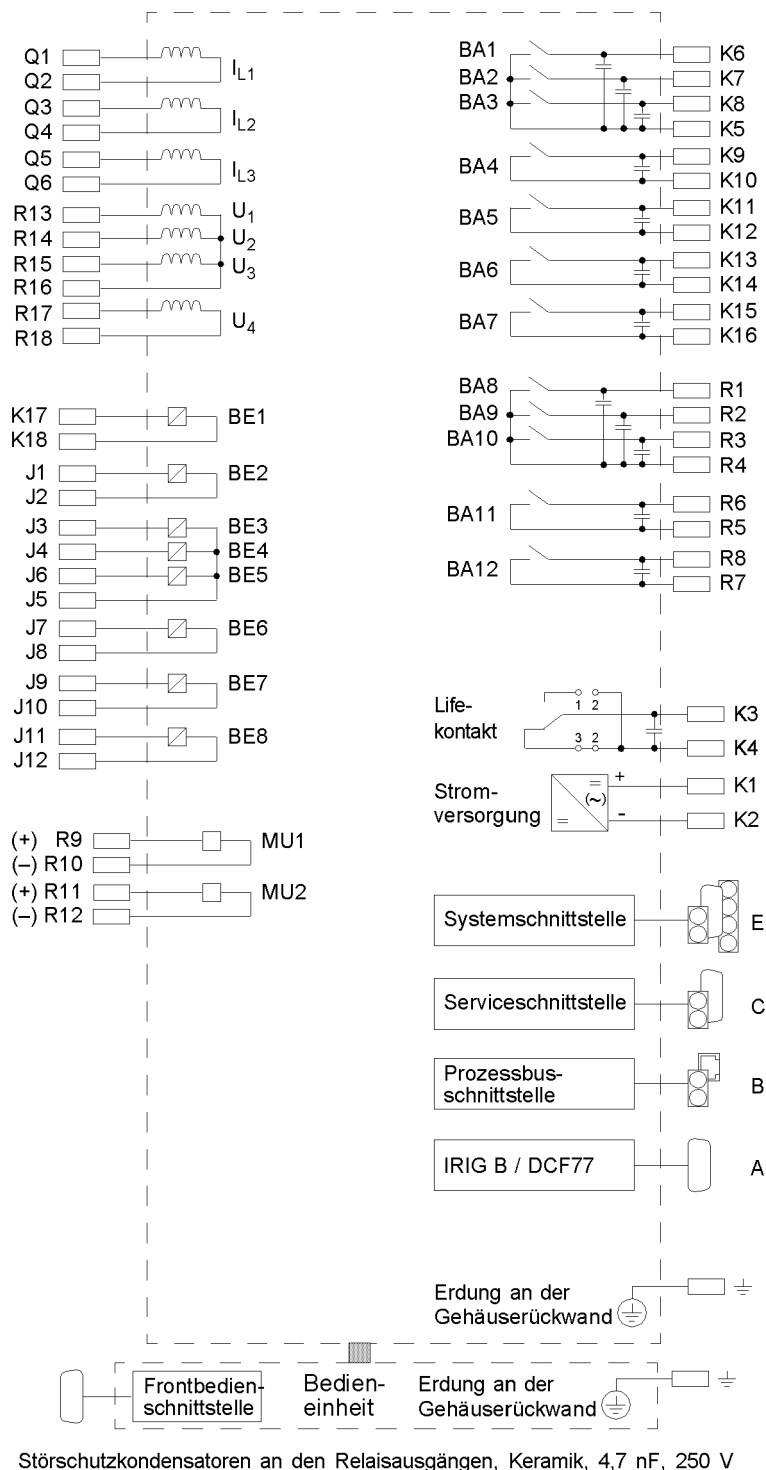 Q1
Q2
I L1
Q3
Q4
I L2
Q5
Q6
I L3
R13
U1
R14
U2
R15
U3
R16
R17
R18
U4
K17
BE1
K18
J1
BE2
J2
J3
BE3
J4
BE4
J6
BE5
J5
J7
BE6
J8
J9
BE7
J10
J11
BE8
J12
(+) R9
MU1
(–) R10
(+) R11
MU2
(–) R12
BA1
K6
BA2
K7
BA3
K8
K5
BA4
K9
K10
BA5
K11
K12
BA6
K13
K14
BA7
K15
K16
BA8
R1
BA9
R2
BA10
R3
R4
BA11
R6
R5
BA12
R8
R7
Life-
kontakt
1 2
3 2
K3
K4
Strom-
versorgung
= (~)
=
+
-
K1
K2
Systemschnittstelle
E
Serviceschnittstelle
C
Prozessbus-
schnittstelle
B
IRIG B / DCF77
A
Erdung an der
Gehäuserückwand
Frontbedien-
schnittstelle
Bedien-
einheit
Erdung an der
Gehäuserückwand
Störschutzkondensatoren an den Relaisausgängen, Keramik, 4,7 nF, 250 V